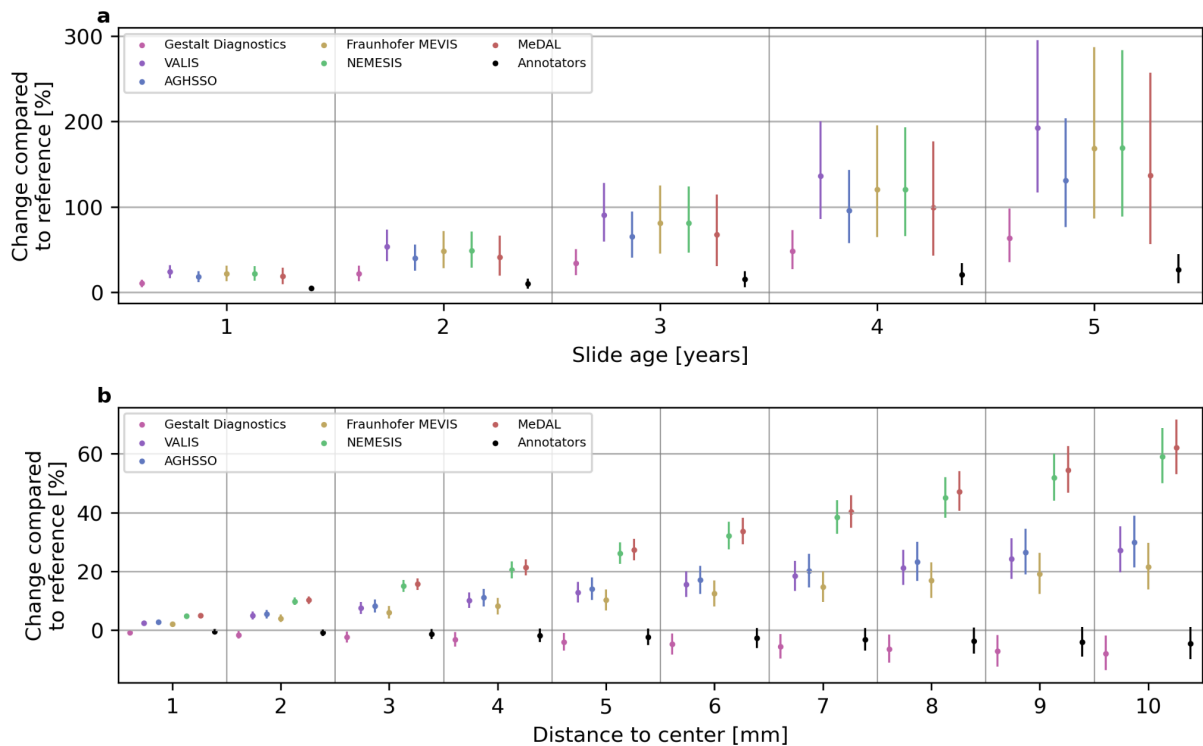 a
300
200
100
0
Change compared
to reference [%]
Gestalt Diagnostics
VALIS
AGHSSO
Fraunhofer MEVIS
NEMESIS
MeDAL
Annotators
1 2 3 4 5
Slide age [years]
b
60
40
20
0
Change compared
to reference [%]
Gestalt Diagnostics
VALIS
AGHSSO
Fraunhofer MEVIS
NEMESIS
MeDAL
Annotators
1 2 3 4 5 6 7 8 9 10
Distance to center [mm]